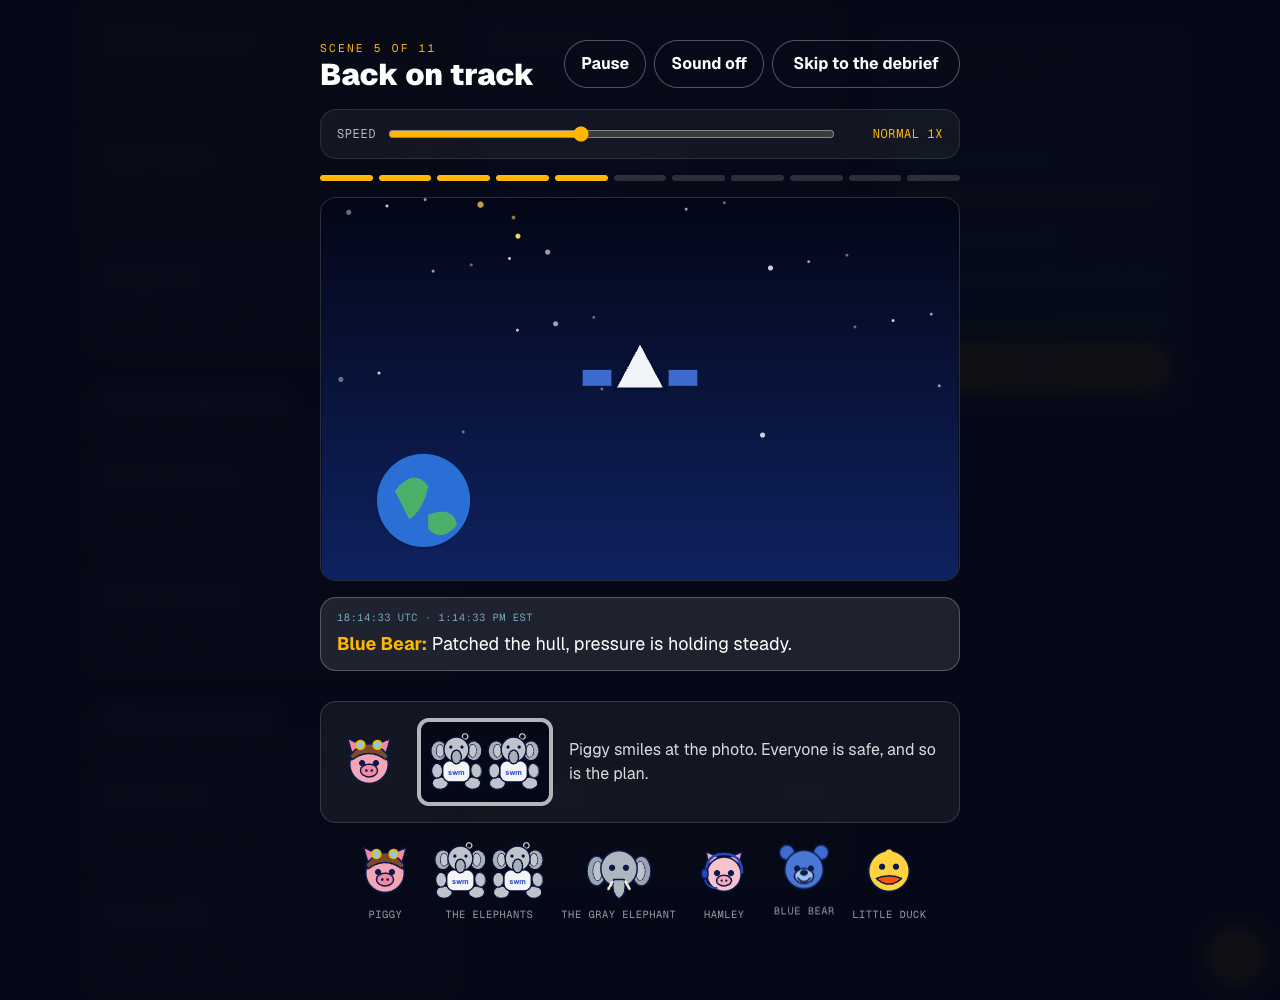 SCENE 5 OF 11
Back on track
Pause
Sound off
Skip to the debrief
SPEED
NORMAL 1X
18:14:33 UTC · 1:14:33 PM EST
Blue Bear: Patched the hull, pressure is holding steady.
swm swm
Piggy smiles at the photo. Everyone is safe, and so
is the plan.
swm swm
PIGGY
THE ELEPHANTS
THE GRAY ELEPHANT
HAMLEY
BLUE BEAR
LITTLE DUCK